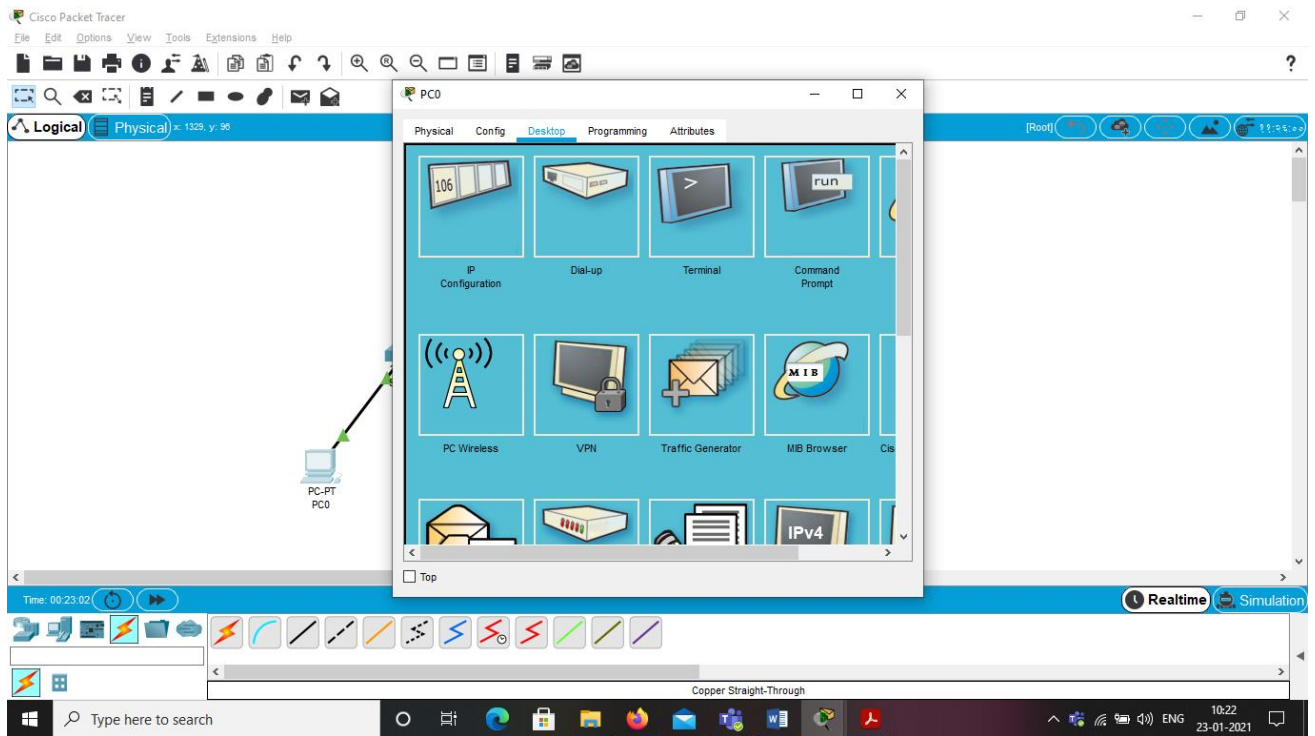 Cisco Packet Tracer
File Edit Options View Tools Extensions Help
?
PC0
Logical Physical x: 1329, y: 96
[Root]
Physical Config Desktop Programming Attributes
106
>
run
IP Configuration
Dial-up
Terminal
Command Prompt
MIB
PC Wireless
VPN
Traffic Generator
MIB Browser
Cis
IPv4
PC-PT
PC0
Top
Time: 00:23:02
Realtime Simulation
Copper Straight-Through
Type here to search
ENG
10:22
23-01-2021